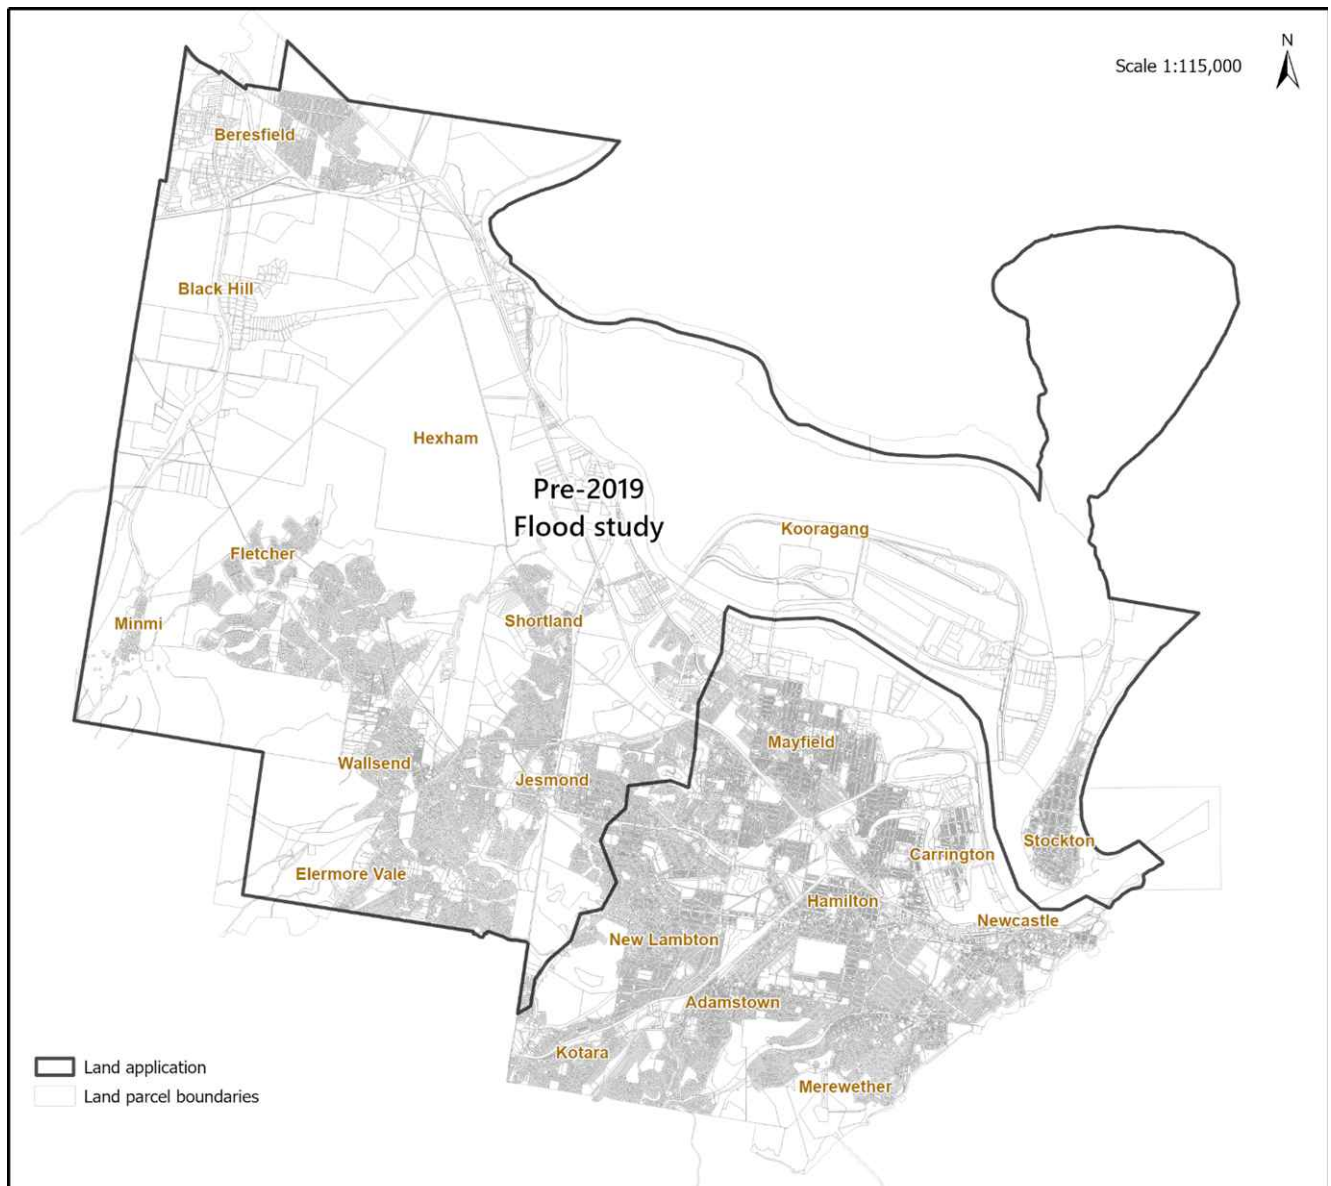 N
Scale 1:115,000
Beresfield
Black Hill
Hexham
Pre-2019
Flood study
Kooragang
Fletcher
Minmi
Shortland
Mayfield
Wallsend
Jesmond
Stockton
Carrington
Elermore Vale
Hamilton
Newcastle
New Lambton
Adamstown
Kotara
Merewether
Land application
Land parcel boundaries